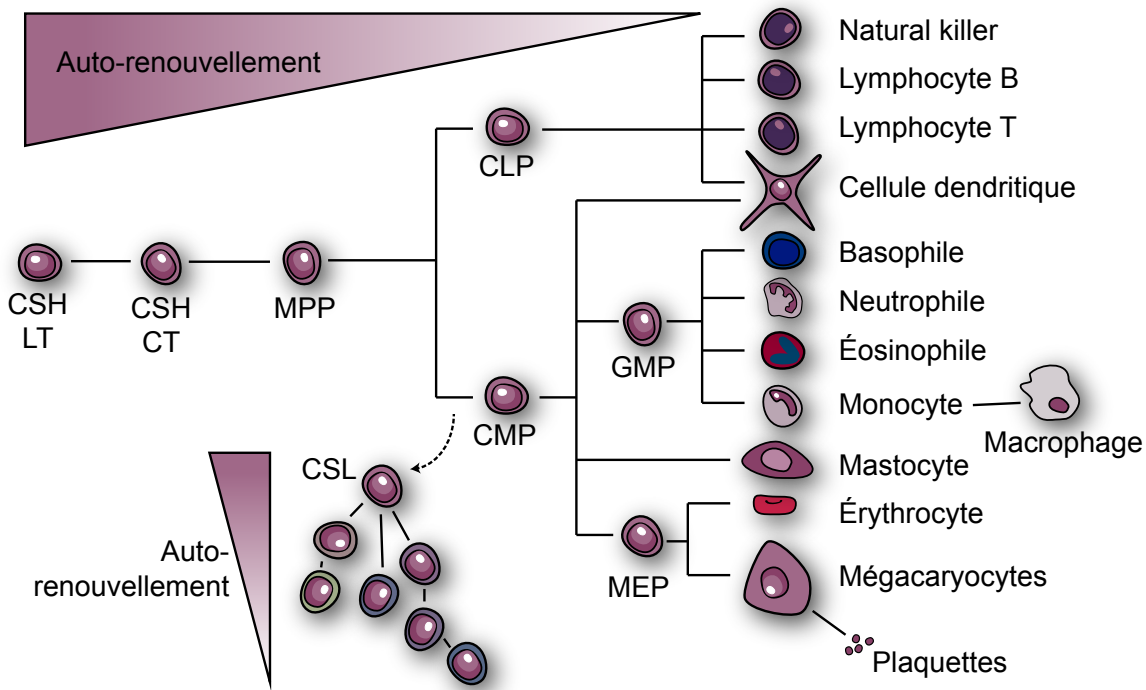 Auto-renouvellement
Natural killer
Lymphocyte B
Lymphocyte T
Cellule dendritique
CLP
CSH
LT
CSH
CT
MPP
Basophile
Neutrophile
Éosinophile
GMP
Monocyte
Macrophage
CMP
Mastocyte
CSL
Érythrocyte
Auto-
renouvellement
MEP
Mégacaryocytes
Plaquettes